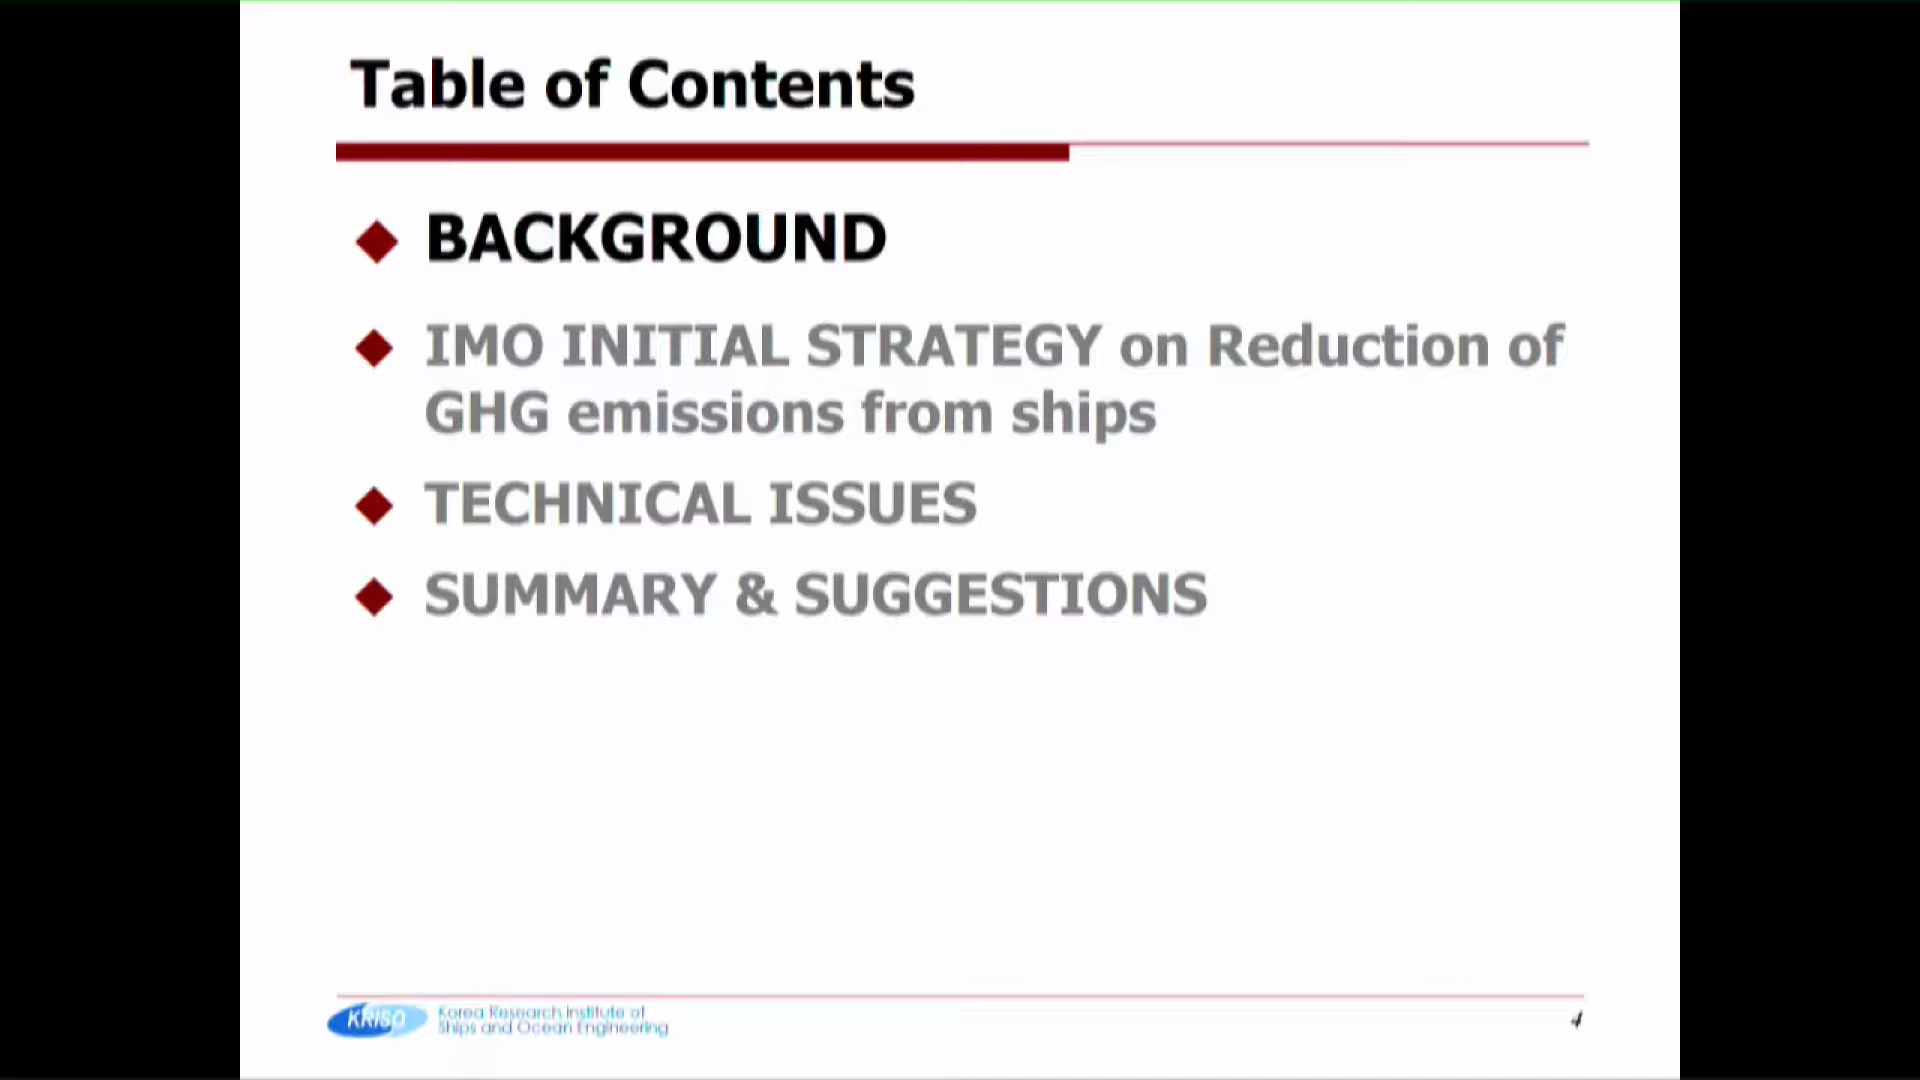 Table of Contents
BACKGROUND
IMO INITIAL STRATEGY on Reduction of
GHG emissions from ships
TECHNICAL ISSUES
SUMMARY & SUGGESTIONS
KRISO
Korea Research Institute of
Ships and Ocean Engineering
4